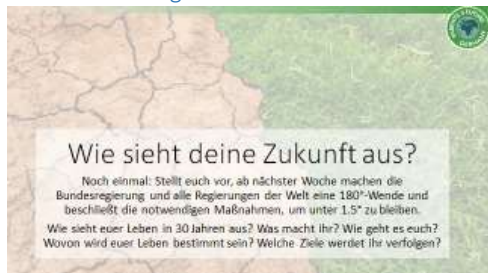 Wie sieht deine Zukunft aus?
Noch einmal: Stellt euch vor, ab nächster Woche machen die
Bundesregierung und alle Regierungen der Welt eine 180°-Wende und
beschließt die notwendigen Maßnahmen, um unter 1.5° zu bleiben.
Wie sieht euer Leben in 30 Jahren aus? Was macht ihr? Wie geht es euch?
Wovon wird euer Leben bestimmt sein? Welche Ziele werdet ihr verfolgen?